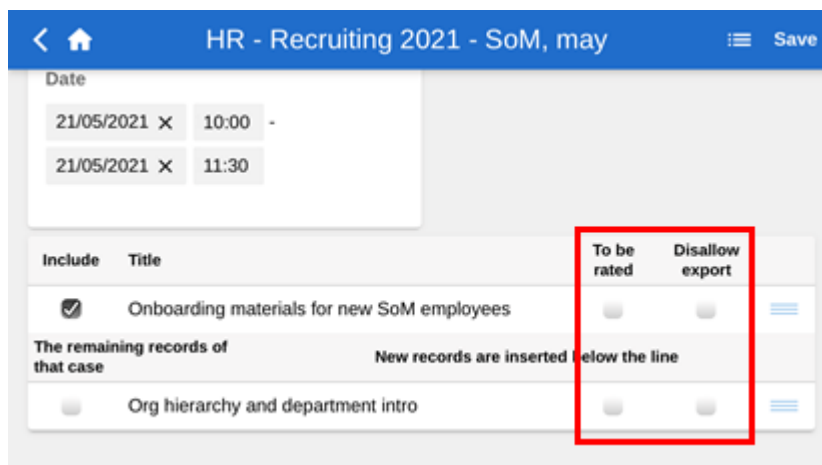 HR - Recruiting 2021 - SoM, may
Save
Date
21/05/2021 × 10:00 -
21/05/2021 × 11:30
Include Title To be rated Disallow export
Onboarding materials for new SoM employees
The remaining records of that case New records are inserted below the line
Org hierarchy and department intro